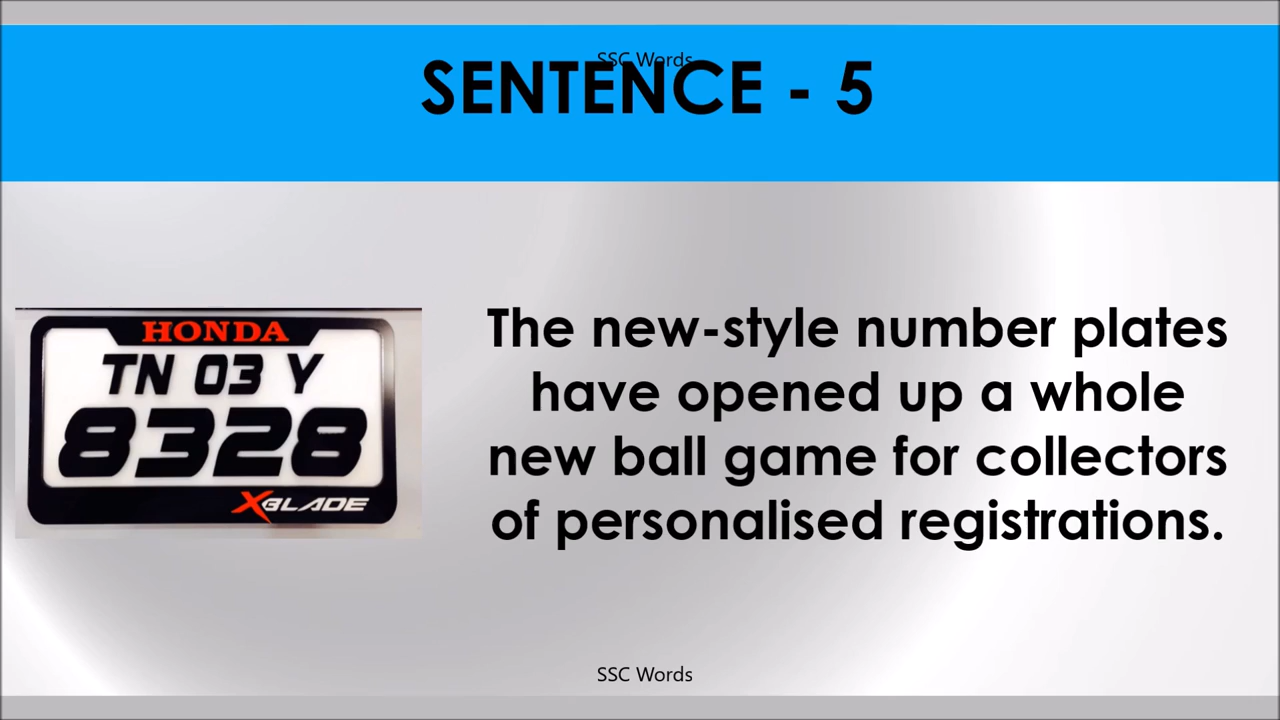 SSC Words
SENTENCE - 5
HONDA
TN 03 Y
8328
XBLADE
The new-style number plates
have opened up a whole
new ball game for collectors
of personalised registrations.
SSC Words